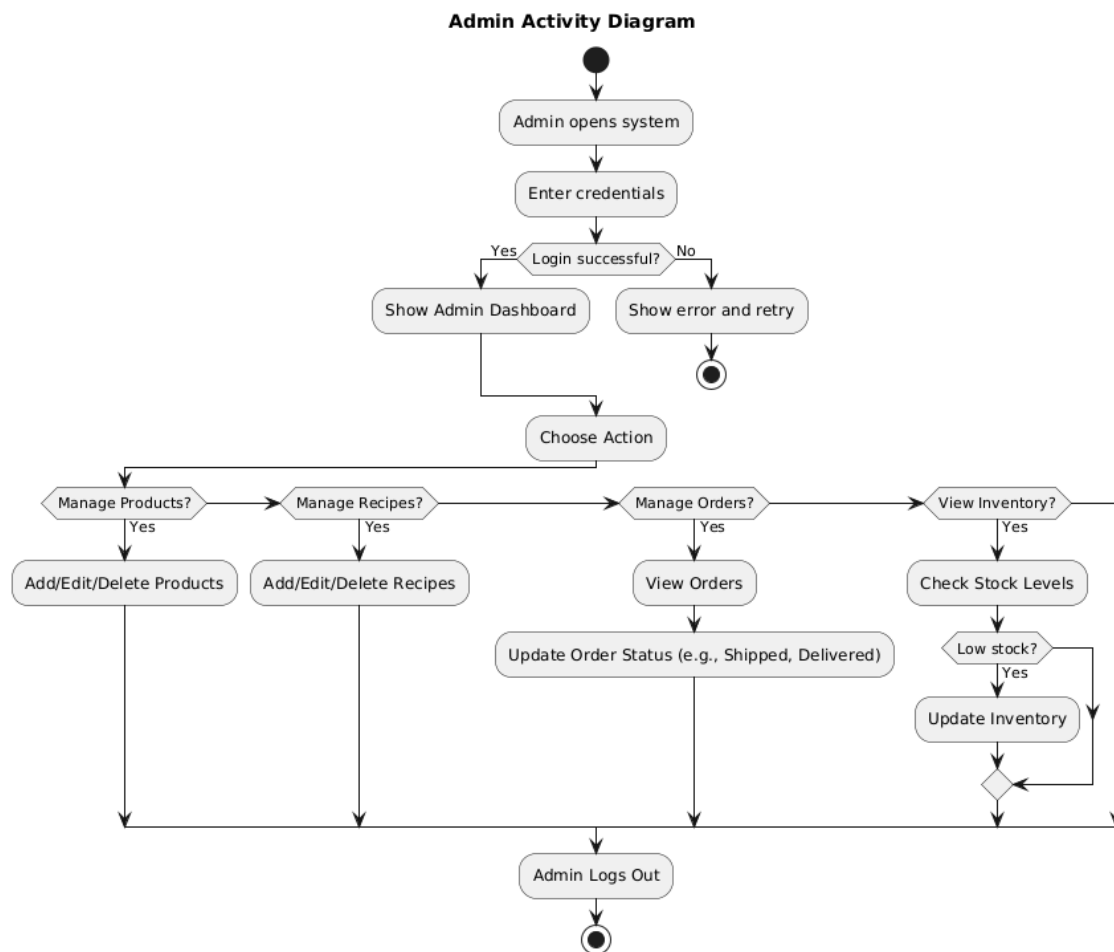 Admin Activity Diagram
Admin opens system
Enter credentials
Yes
Login successful?
No
Show Admin Dashboard
Show error and retry
Choose Action
Manage Products?
Manage Recipes?
Manage Orders?
View Inventory?
Yes
Yes
Yes
Yes
Add/Edit/Delete Products
Add/Edit/Delete Recipes
View Orders
Check Stock Levels
Update Order Status (e.g., Shipped, Delivered)
Low stock?
Yes
Update Inventory
Admin Logs Out